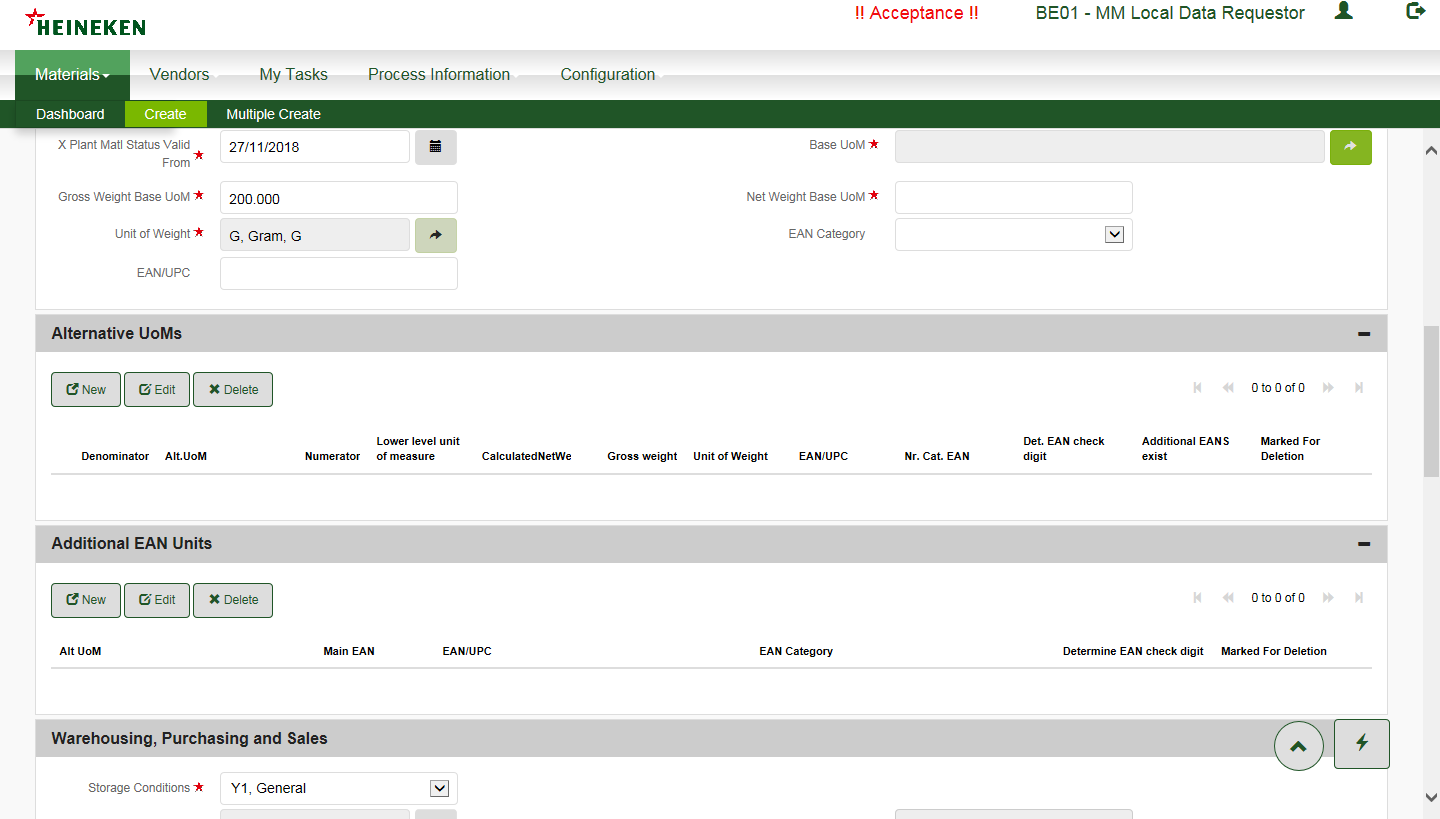 HEINEKEN
!! Acceptance !!
BE01 - MM Local Data Requestor
Materials
Vendors
My Tasks
Process Information
Configuration
Dashboard
Create
Multiple Create
X Plant Matl Status Valid
From
27/11/2018
Base UoM
Gross Weight Base UoM
200.000
Net Weight Base UoM
Unit of Weight
G, Gram, G
EAN Category
EAN/UPC
Alternative UoMs
New
Edit
Delete
0 to 0 of 0
Denominator
Alt.UoM
Numerator
Lower level unit
of measure
CalculatedNetWe
Gross weight
Unit of Weight
EAN/UPC
Nr. Cat. EAN
Det. EAN check
digit
Additional EANS
exist
Marked For
Deletion
Additional EAN Units
New
Edit
Delete
0 to 0 of 0
Alt UoM
Main EAN
EAN/UPC
EAN Category
Determine EAN check digit
Marked For Deletion
Warehousing, Purchasing and Sales
Storage Conditions
Y1, General